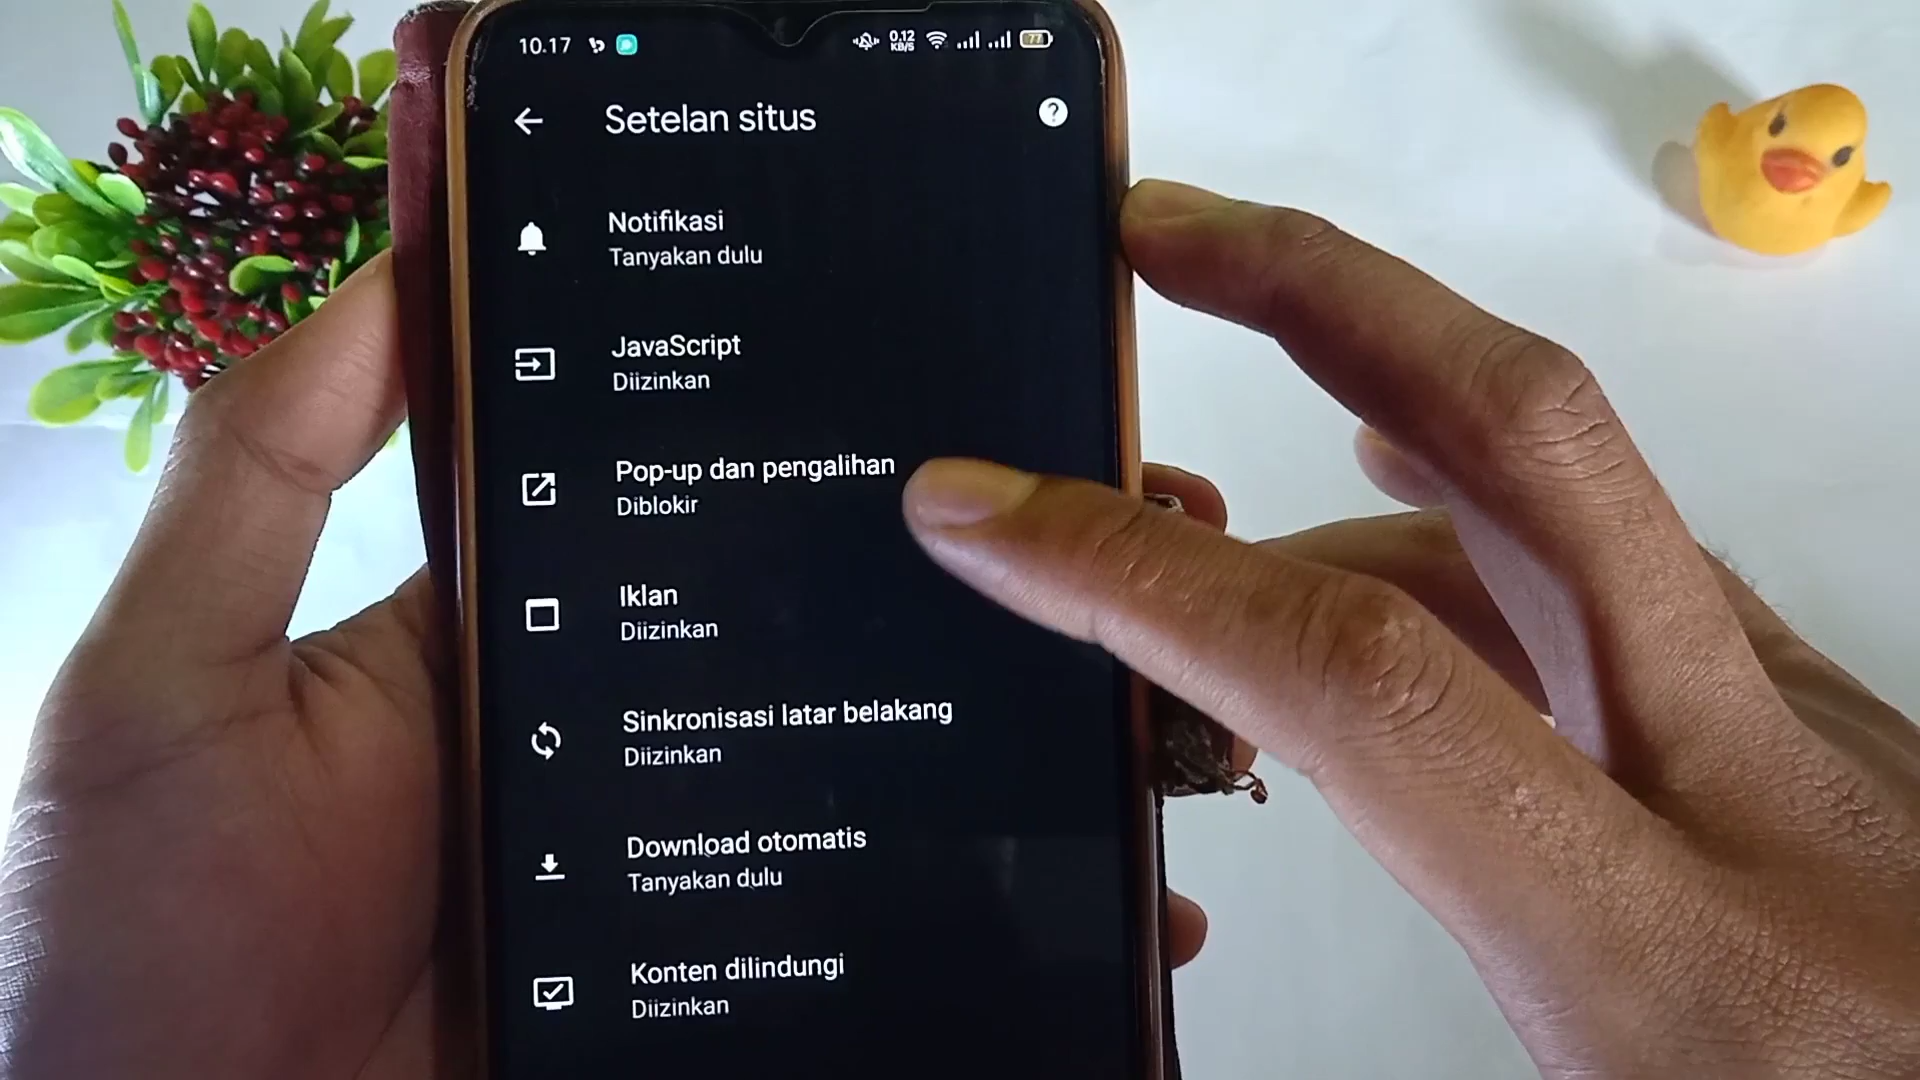 10.17
0.12
KB/S
77
Setelan situs
?
Notifikasi
Tanyakan dulu
JavaScript
Diizinkan
Pop-up dan pengalihan
Diblokir
Iklan
Diizinkan
Sinkronisasi latar belakang
Diizinkan
Download otomatis
Tanyakan dulu
Konten dilindungi
Diizinkan